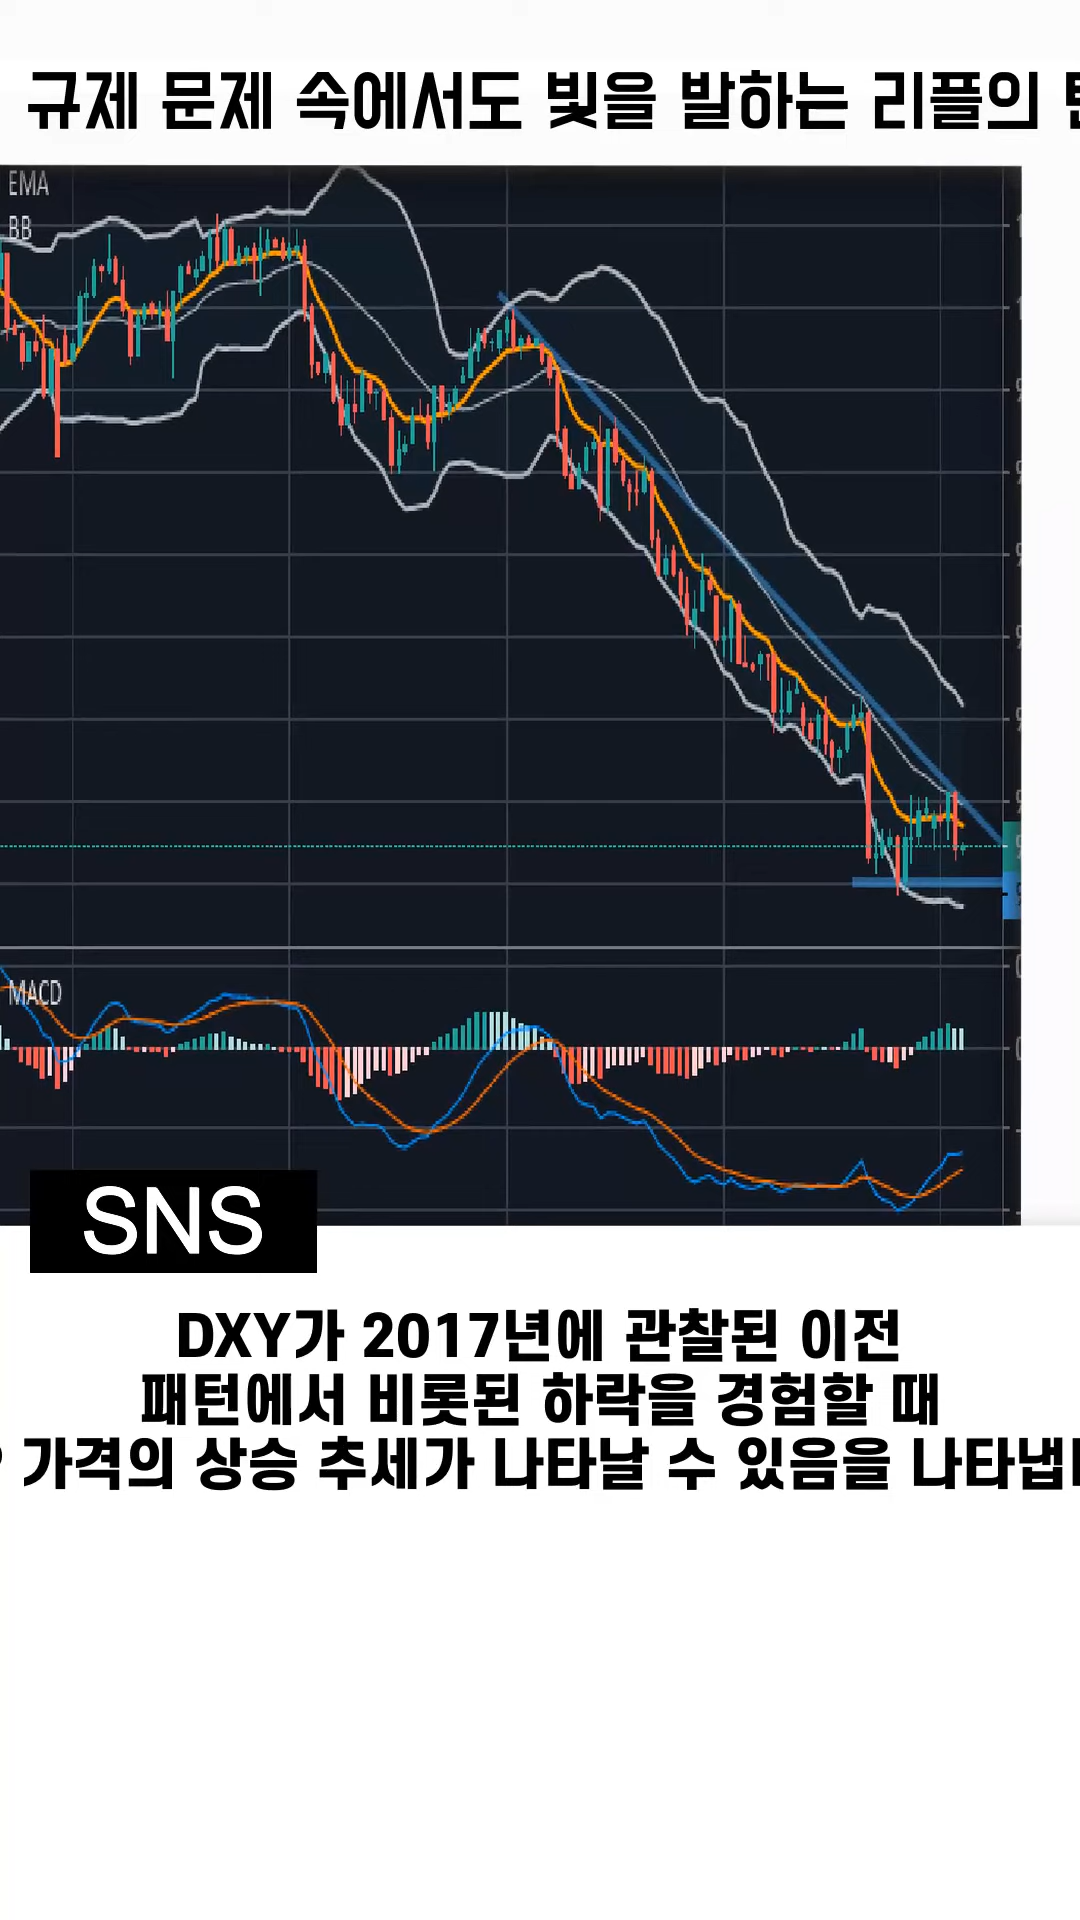 규제 문제 속에서도 빛을 발하는 리플의
EMA
BB
MACD
SNS
DXY가 2017년에 관찰된 이전
패턴에서 비롯된 하락을 경험할 때
가격의 상승 추세가 나타날 수 있음을